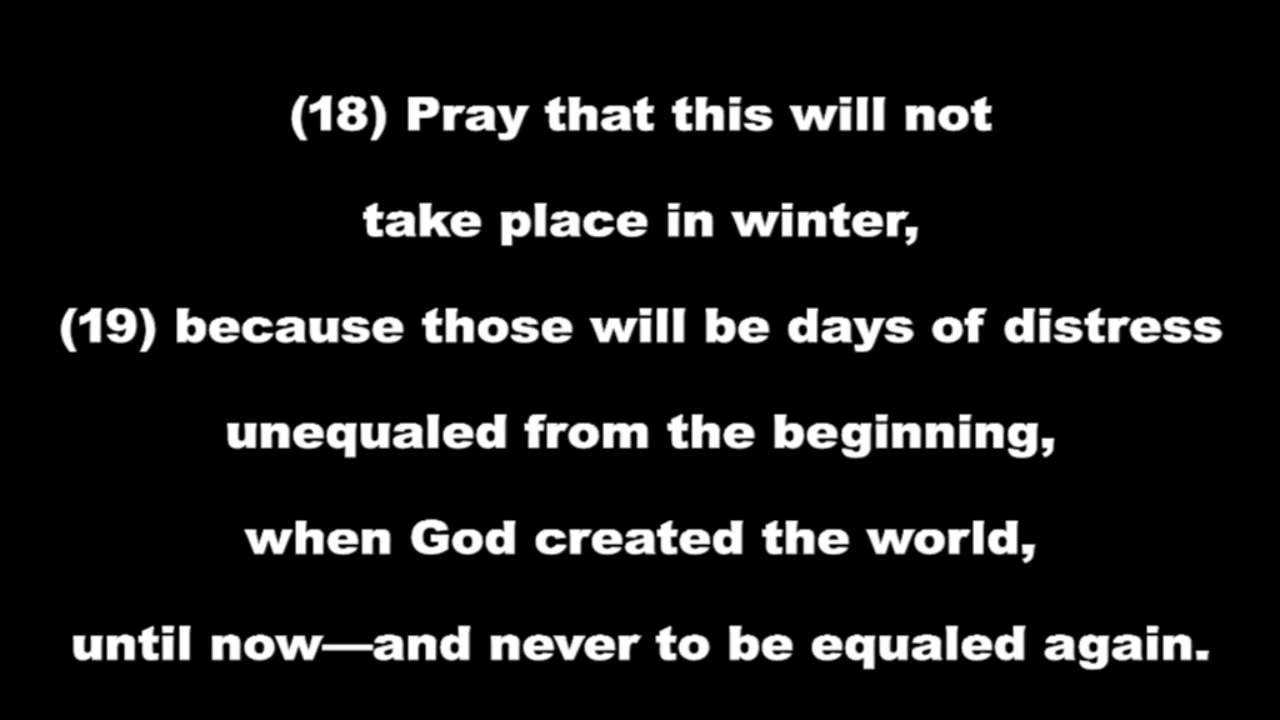 (18) Pray that this will not
take place in winter,
(19) because those will be days of distress
unequaled from the beginning,
when God created the world,
until now—and never to be equaled again.